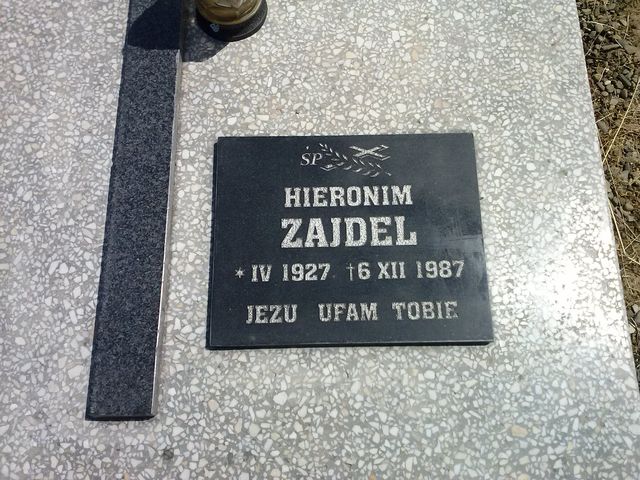 SP
HIERONIM
ZAJDEL
* IV 1927 †6 XII 1987
JEZU UFAM TOBIE